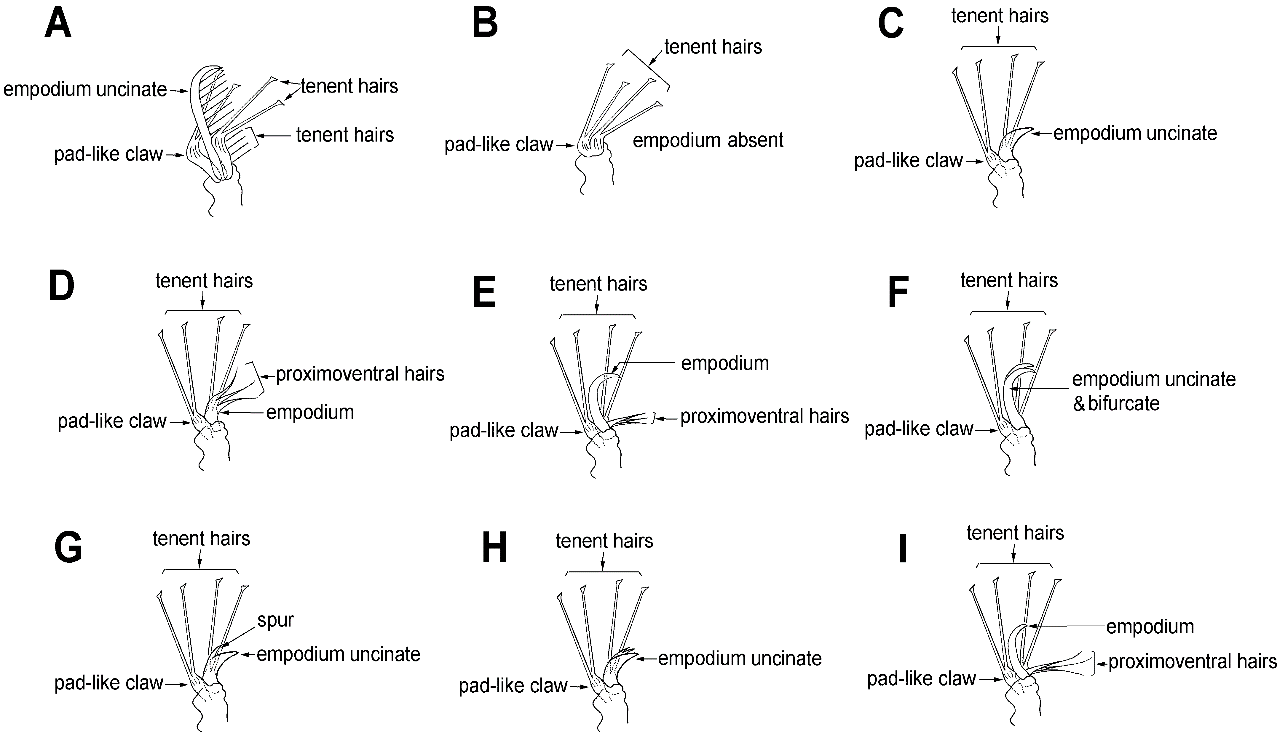 A
empodium uncinate
tenent hairs
tenent hairs
pad-like claw
B
tenent hairs
pad-like claw
empodium absent
C
tenent hairs
empodium uncinate
pad-like claw
D
tenent hairs
proximoventral hairs
empodium
pad-like claw
E
tenent hairs
empodium
proximoventral hairs
pad-like claw
F
tenent hairs
empodium uncinate
& bifurcate
pad-like claw
G
tenent hairs
spur
empodium uncinate
pad-like claw
H
tenent hairs
empodium uncinate
pad-like claw
I
tenent hairs
empodium
proximoventral hairs
pad-like claw